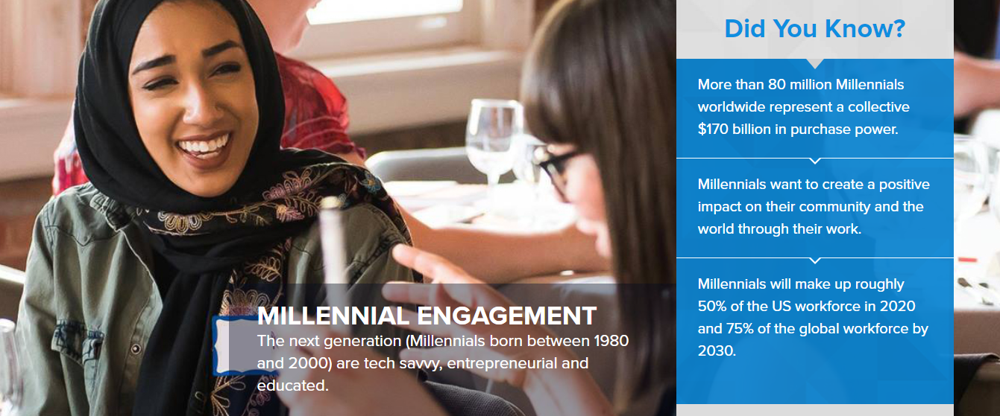 MILLENNIAL ENGAGEMENT
The next generation (Millennials born between 1980
and 2000) are tech savvy, entrepreneurial and
educated.
Did You Know?
More than 80 million Millennials
worldwide represent a collective
$170 billion in purchase power.
Millennials want to create a positive
impact on their community and the
world through their work.
Millennials will make up roughly
50% of the US workforce in 2020
and 75% of the global workforce by
2030.